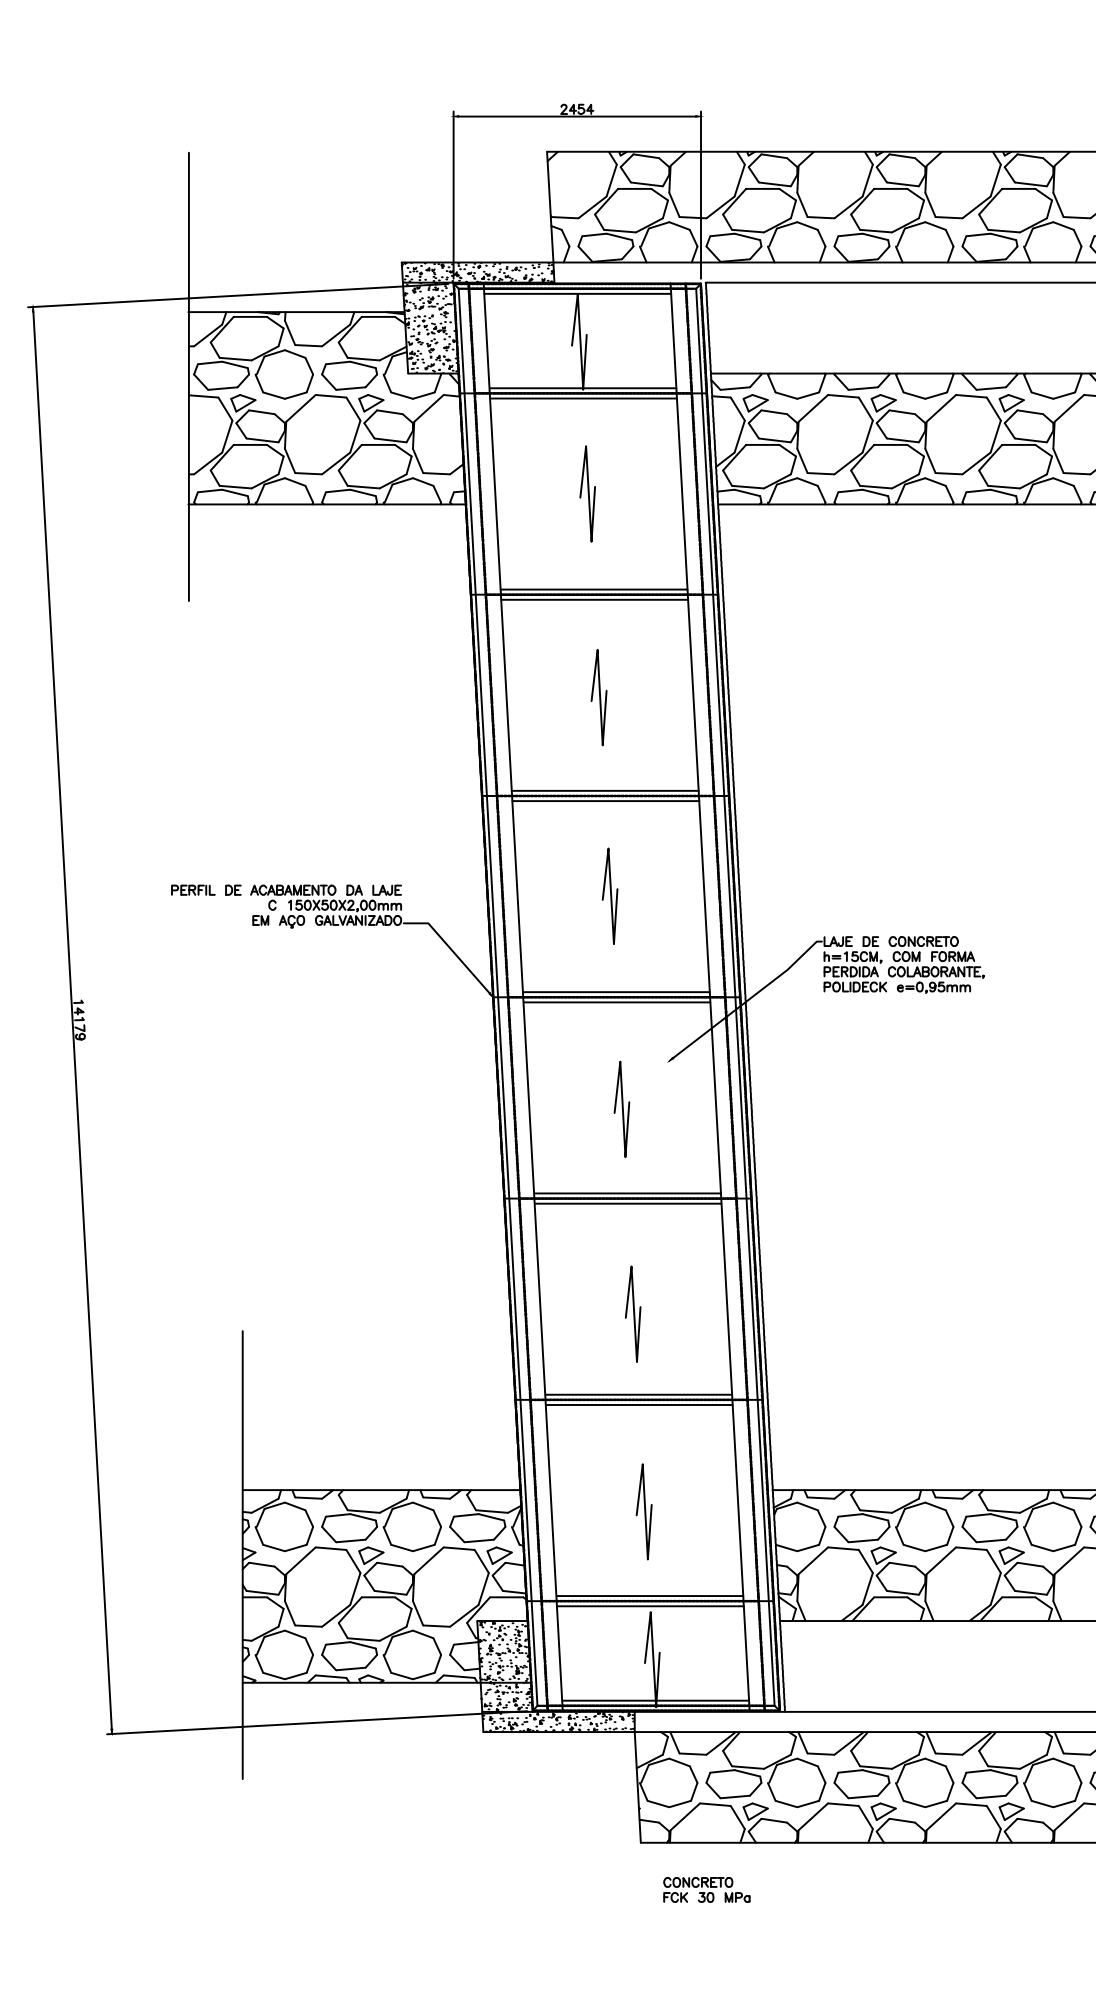 2454
PERFIL DE ACABAMENTO DA LAJE
C 150X50X2,00mm
EM AÇO GALVANIZADO
LAJE DE CONCRETO
h=15CM, COM FORMA
PERDIDA COLABORANTE,
POLIDECK e=0,95mm
14179
CONCRETO
FCK 30 MPa